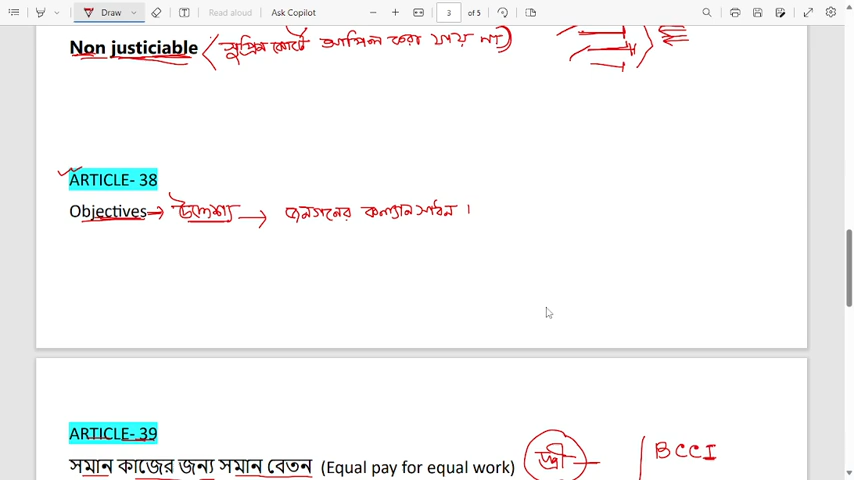 Draw
Read aloud
Ask Copilot
3 of 5
Non justiciable (সুপ্রিম কোর্টে আপিল করা যায় না)
ARTICLE- 38
Objectives → উদ্দেশ্য → জনগনের কল্যান সাধন ।
ARTICLE- 39
সমান কাজের জন্য সমান বেতন (Equal pay for equal work)
BCCI